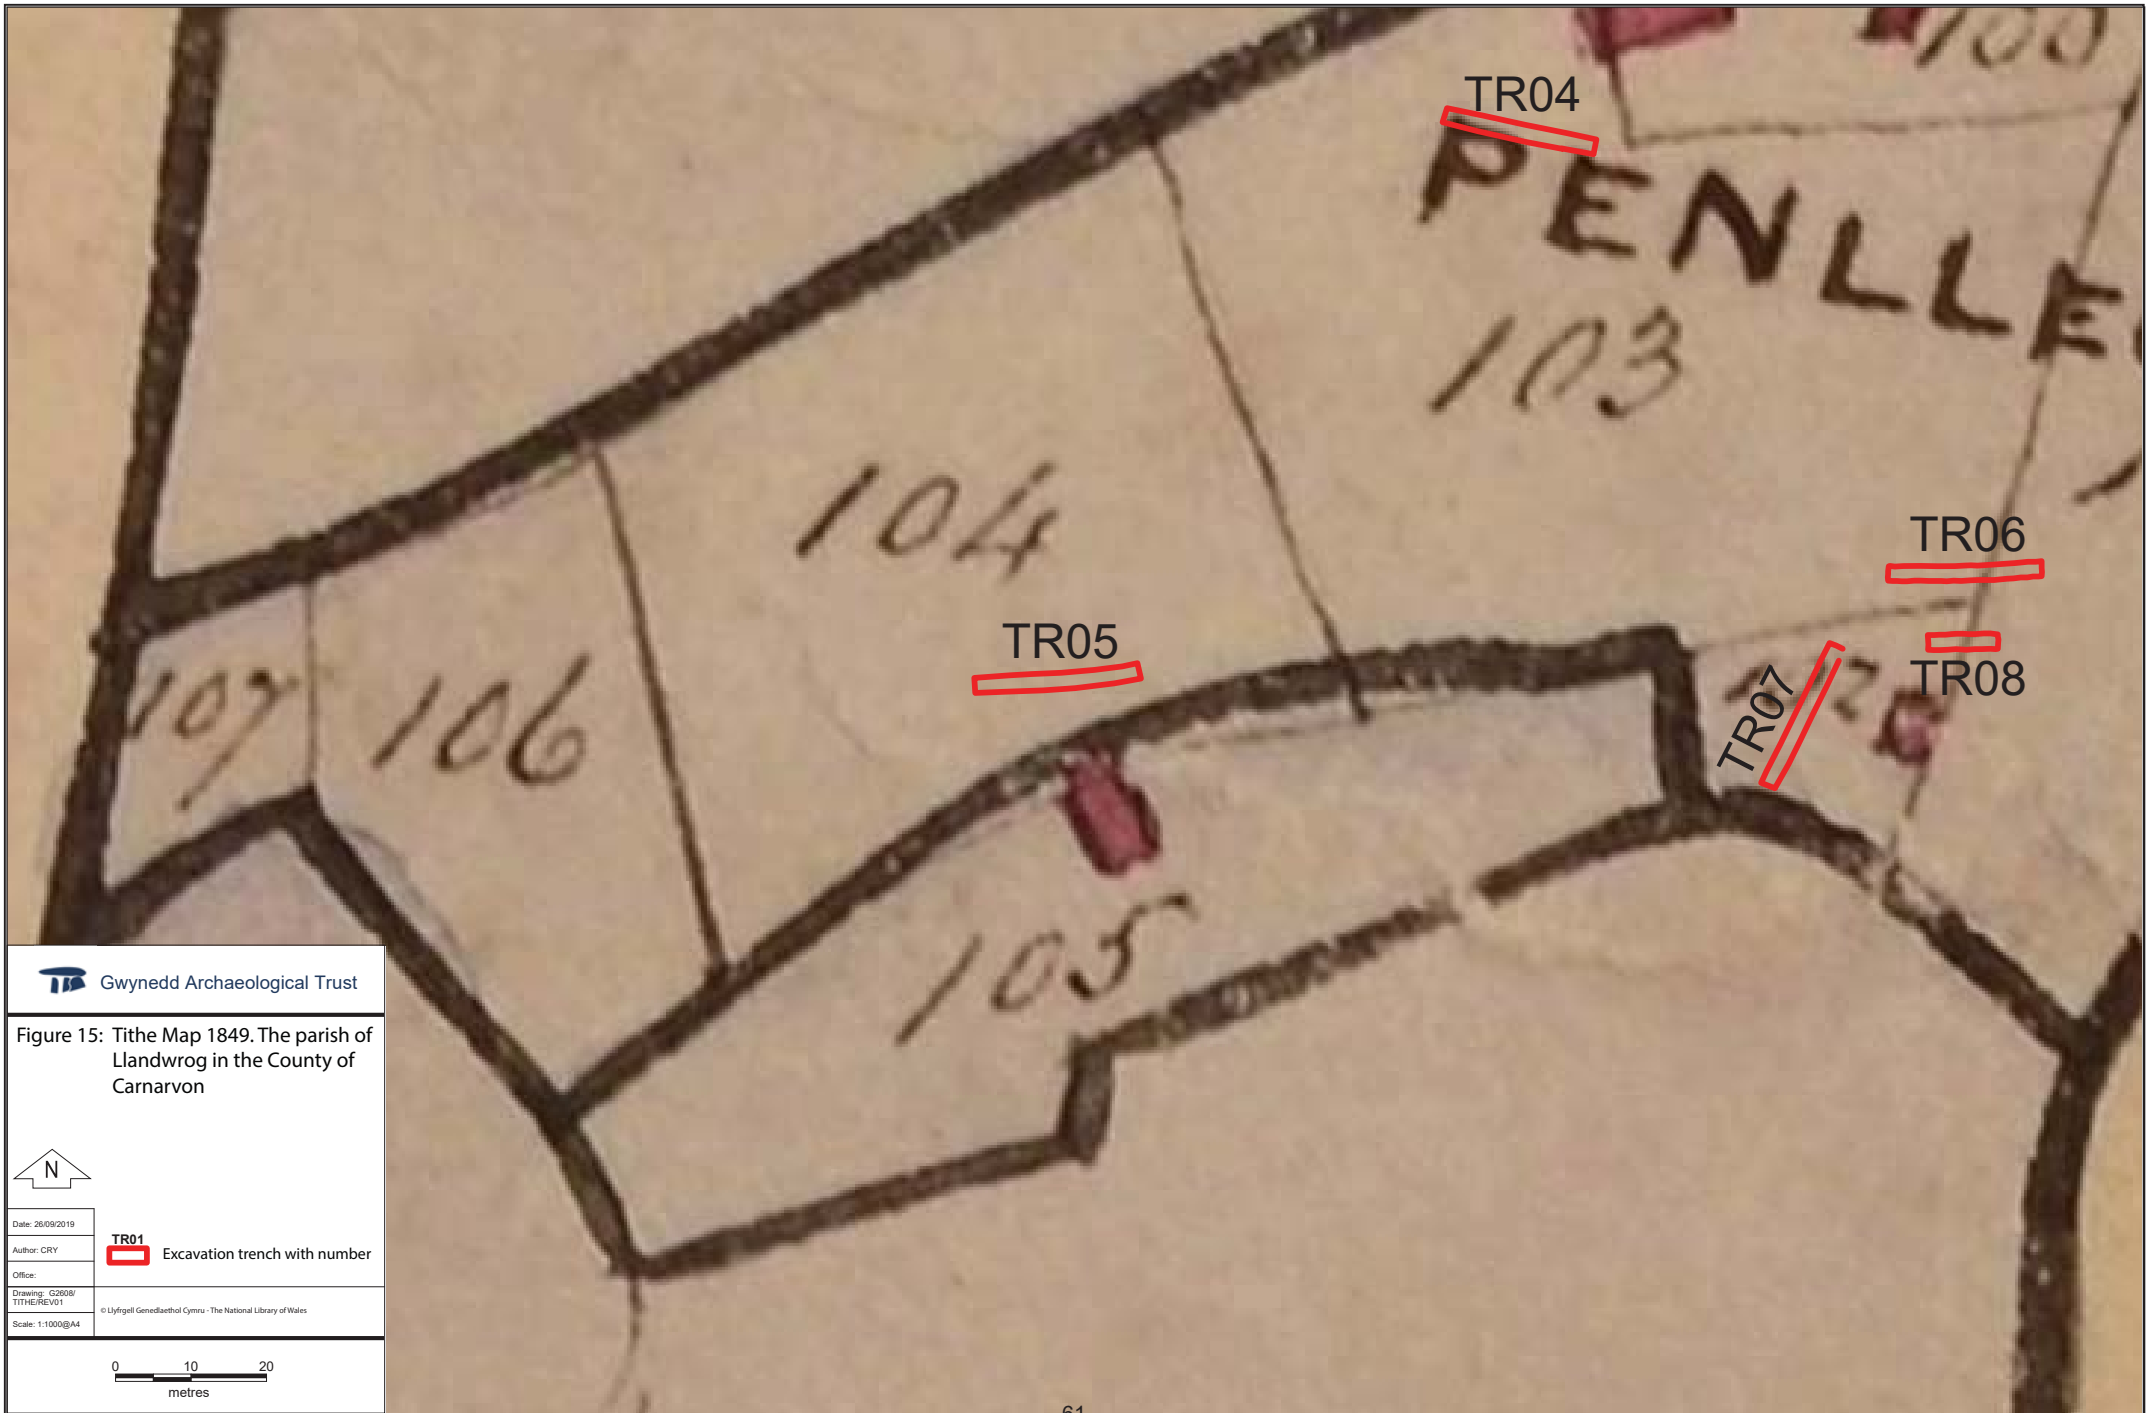 100
TR04
PENLLE
103
104
TR06
TR05
TR08
TR07
107
106
105
Gwynedd Archaeological Trust
Figure 15: Tithe Map 1849. The parish of
Llandwrog in the County of
Carnarvon
N
Date: 26/09/2019
Author: CRY
Office:
Drawing: G2608/
TITHE/REV01
Scale: 1:1000@A4
TR01
Excavation trench with number
© Llyfrgell Genedlaethol Cymru - The National Library of Wales
0 10 20
metres
61